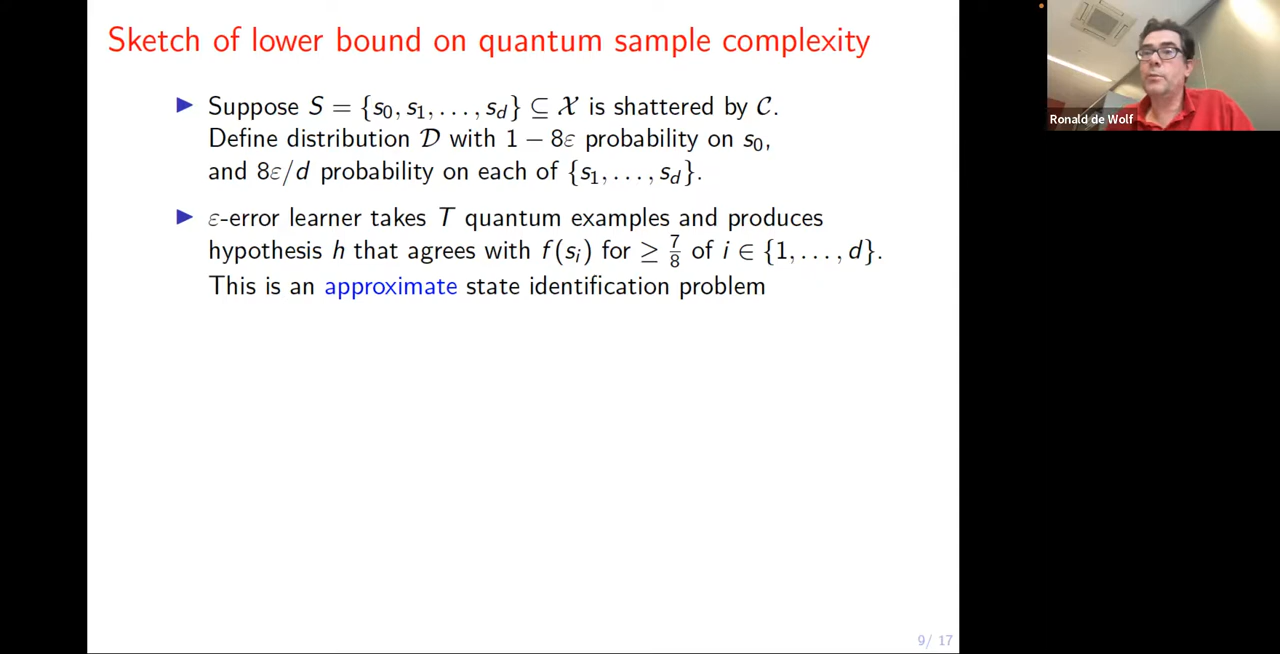 Sketch of lower bound on quantum sample complexity
▶ Suppose S = {s₀, s₁, . . . , s_d} ⊆ 𝒳 is shattered by 𝒞.
Define distribution 𝒟 with 1 − 8ε probability on s₀,
and 8ε/d probability on each of {s₁, . . . , s_d}.
▶ ε-error learner takes T quantum examples and produces
hypothesis h that agrees with f(sᵢ) for ≥ 7/8 of i ∈ {1, . . . , d}.
This is an approximate state identification problem
Ronald de Wolf
9/ 17